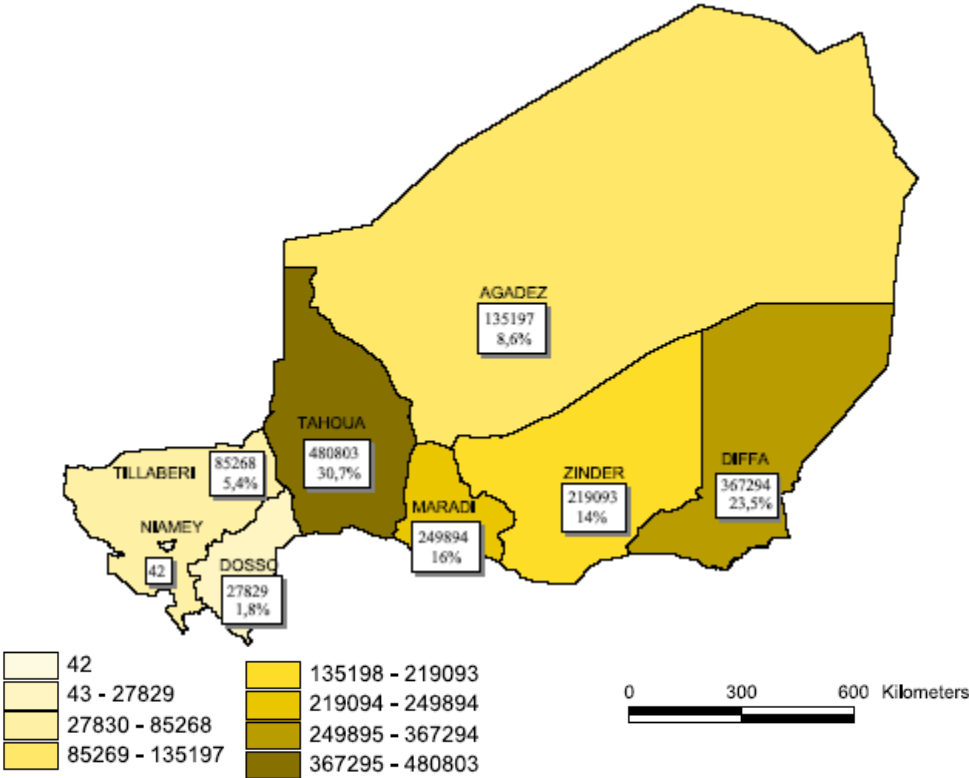 AGADEZ
135197
8,6%
TAHOUA
480803
30,7%
TILLABERI
85268
5,4%
ZINDER
219093
14%
DIFFA
367294
23,5%
MARADI
249894
16%
NIAMEY
42
DOSSO
27829
1,8%
42
43 - 27829
27830 - 85268
85269 - 135197
135198 - 219093
219094 - 249894
249895 - 367294
367295 - 480803
0 300 600 Kilometers